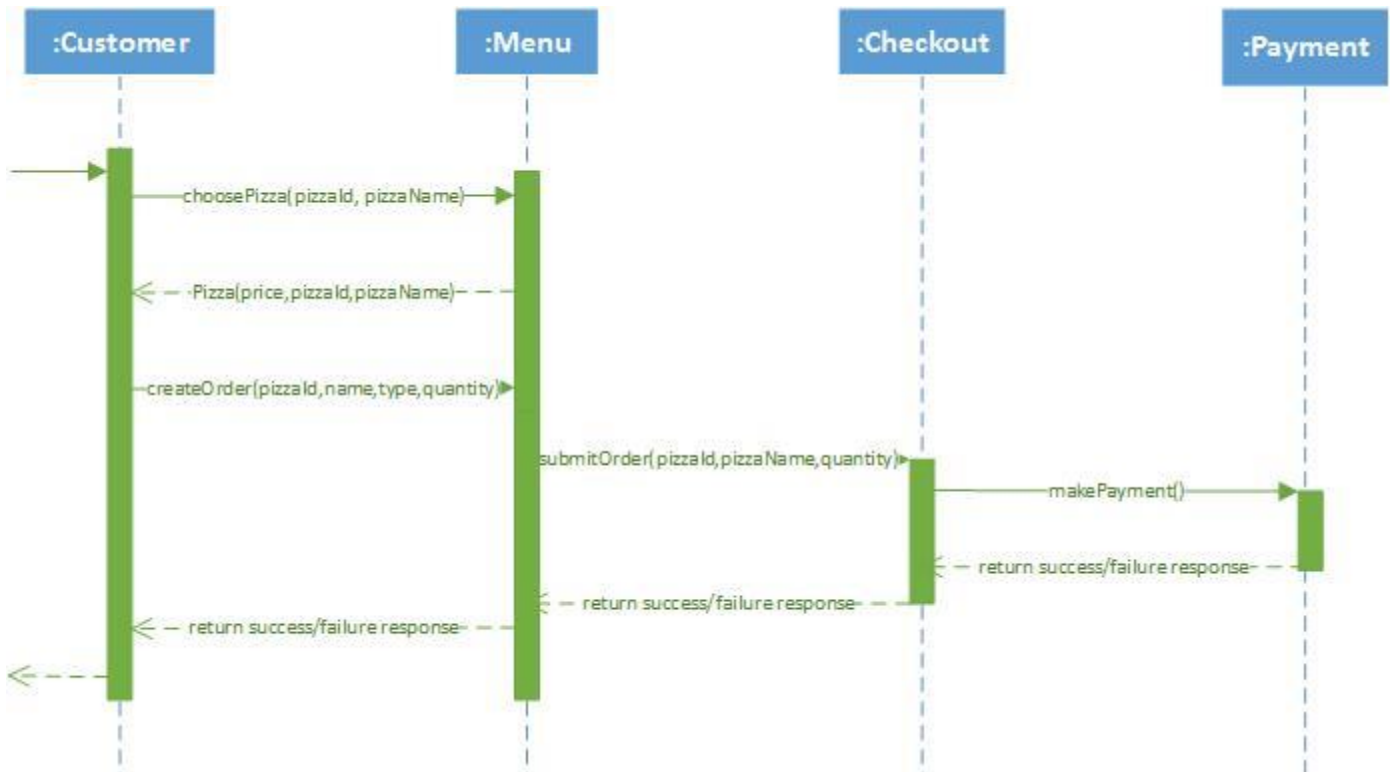 :Customer
:Menu
:Checkout
:Payment
choosePizza(pizzaId, pizzaName)
Pizza(price,pizzaId,pizzaName)
createOrder(pizzaId,name,type,quantity)
submitOrder(pizzaId,pizzaName,quantity)
makePayment()
return success/failure response
return success/failure response
return success/failure response